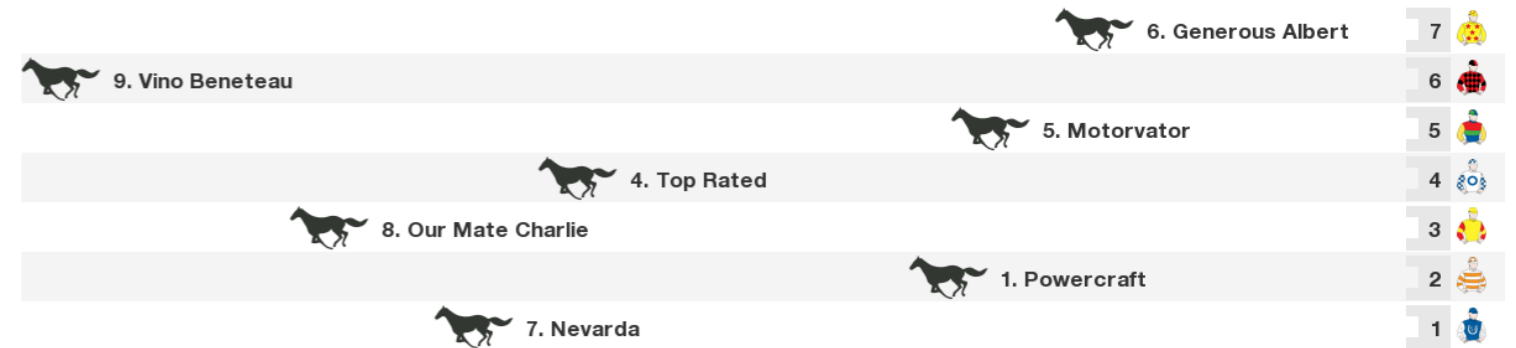 6. Generous Albert 7
9. Vino Beneteau 6
5. Motorvator 5
4. Top Rated 4
8. Our Mate Charlie 3
1. Powercraft 2
7. Nevarda 1